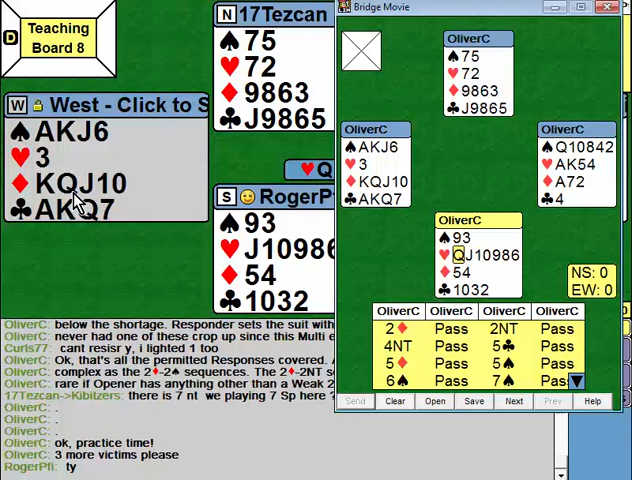 D
Teaching
Board 8
N 17Tezcan
♠75
♥72
♦9863
♣J9865
W West - Click to S
♠AKJ6
♥3
♦KQJ10
♣AKQ7
♥Q
S RogerPf
♠93
♥J10986
♦54
♣1032
OliverC: below the shortage. Responder sets the suit with
OliverC: never had one of these crop up since this Multi e
Curls77: cant resisr y, i lighted 1 too
OliverC: Ok, that's all the permitted Responses covered. A
OliverC: complex as the 2♦-2♠ sequences. The 2♦-2NT s
OliverC: rare if Opener has anything other than a Weak 2
17Tezcan->Kibitzers: there is 7 nt we playing 7 Sp here ?
OliverC: .
OliverC: .
OliverC: .
OliverC: ok, practice time!
OliverC: 3 more victims please
RogerPfi: ty
Bridge Movie
OliverC
♠75
♥72
♦9863
♣J9865
OliverC
♠AKJ6
♥3
♦KQJ10
♣AKQ7
OliverC
♠Q10842
♥AK54
♦A72
♣4
OliverC
♠93
♥QJ10986
♦54
♣1032
NS: 0
EW: 0
OliverC OliverC OliverC OliverC
2♦ Pass 2NT Pass
4NT Pass 5♣ Pass
5♦ Pass 5♠ Pass
6♠ Pass 7♠ Pas
Send Clear Open Save Next Prev Help